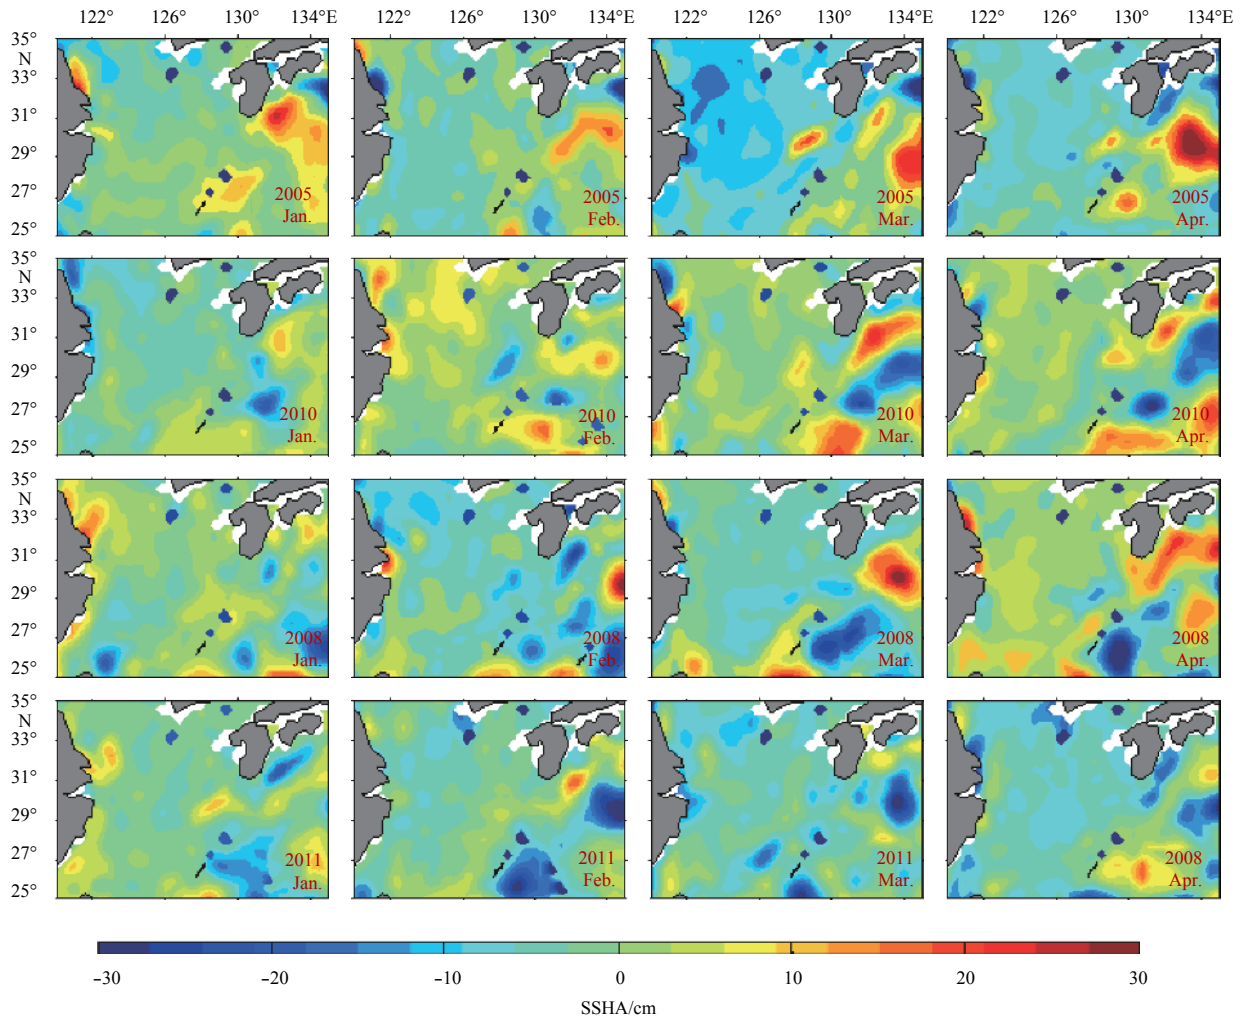 122° 126° 130° 134°E 122° 126° 130° 134°E 122° 126° 130° 134°E 122° 126° 130° 134°E
35°
N
33°
31°
29°
27°
25°
2005
Jan.
2005
Feb.
2005
Mar.
2005
Apr.
35°
N
33°
31°
29°
27°
25°
2010
Jan.
2010
Feb.
2010
Mar.
2010
Apr.
35°
N
33°
31°
29°
27°
25°
2008
Jan.
2008
Feb.
2008
Mar.
2008
Apr.
35°
N
33°
31°
29°
27°
25°
2011
Jan.
2011
Feb.
2011
Mar.
2008
Apr.
−30 −20 −10 0 10 20 30
SSHA/cm